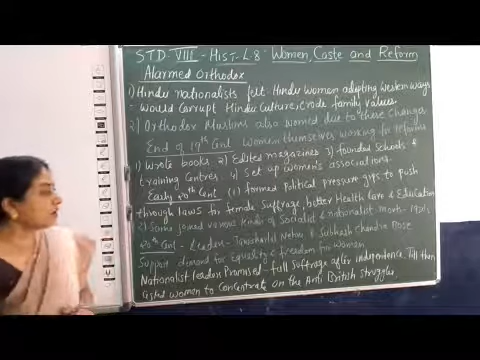 STD. VIII - HIST- L8: Women, Caste and Reform
Alarmed Orthodox
1) Hindu nationalists felt Hindu women adopting Western ways
would Corrupt Hindu Culture, erode family values.
2) Orthodox Muslims also worried due to these Changes
End of 19th Cent Women themselves working for reforms
1) Wrote books 2) Edited magazines 3) founded Schools &
training Centres 4) Set up women's associations.
Early 20th Cent (1) formed Political pressure gps to push
through laws for female Suffrage, better Health Care & Education
2) Some joined various kinds of Socialist & nationalist 1920s
20th Cent - Leaders - Jawaharlal Nehru & Subhash Chandra Bose
Support demand for Equality & freedom for Women
Nationalist leaders Promised - full Suffrage after independence. Till then
asked women to Concentrate on the Anti British struggles.